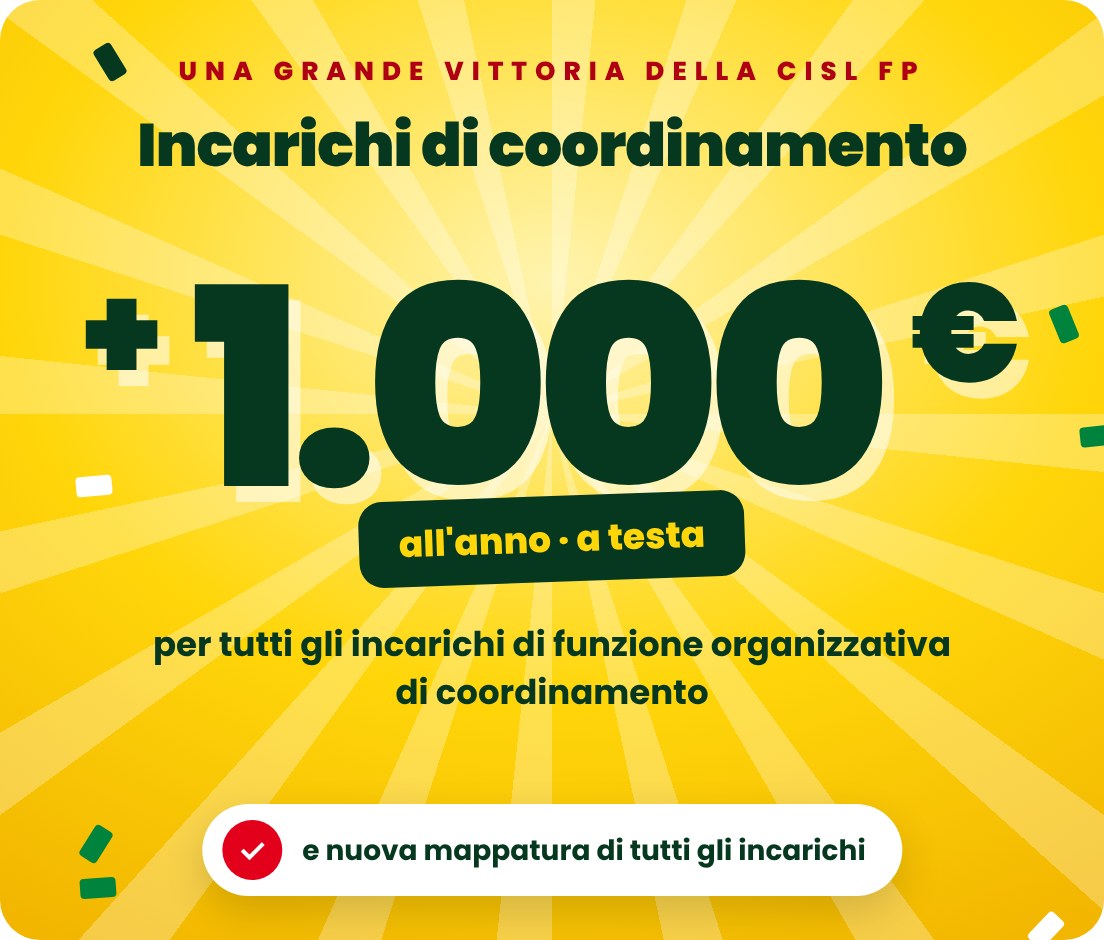 UNA GRANDE VITTORIA DELLA CISL FP
Incarichi di coordinamento
+1.000 €
all'anno · a testa
per tutti gli incarichi di funzione organizzativa
di coordinamento
e nuova mappatura di tutti gli incarichi